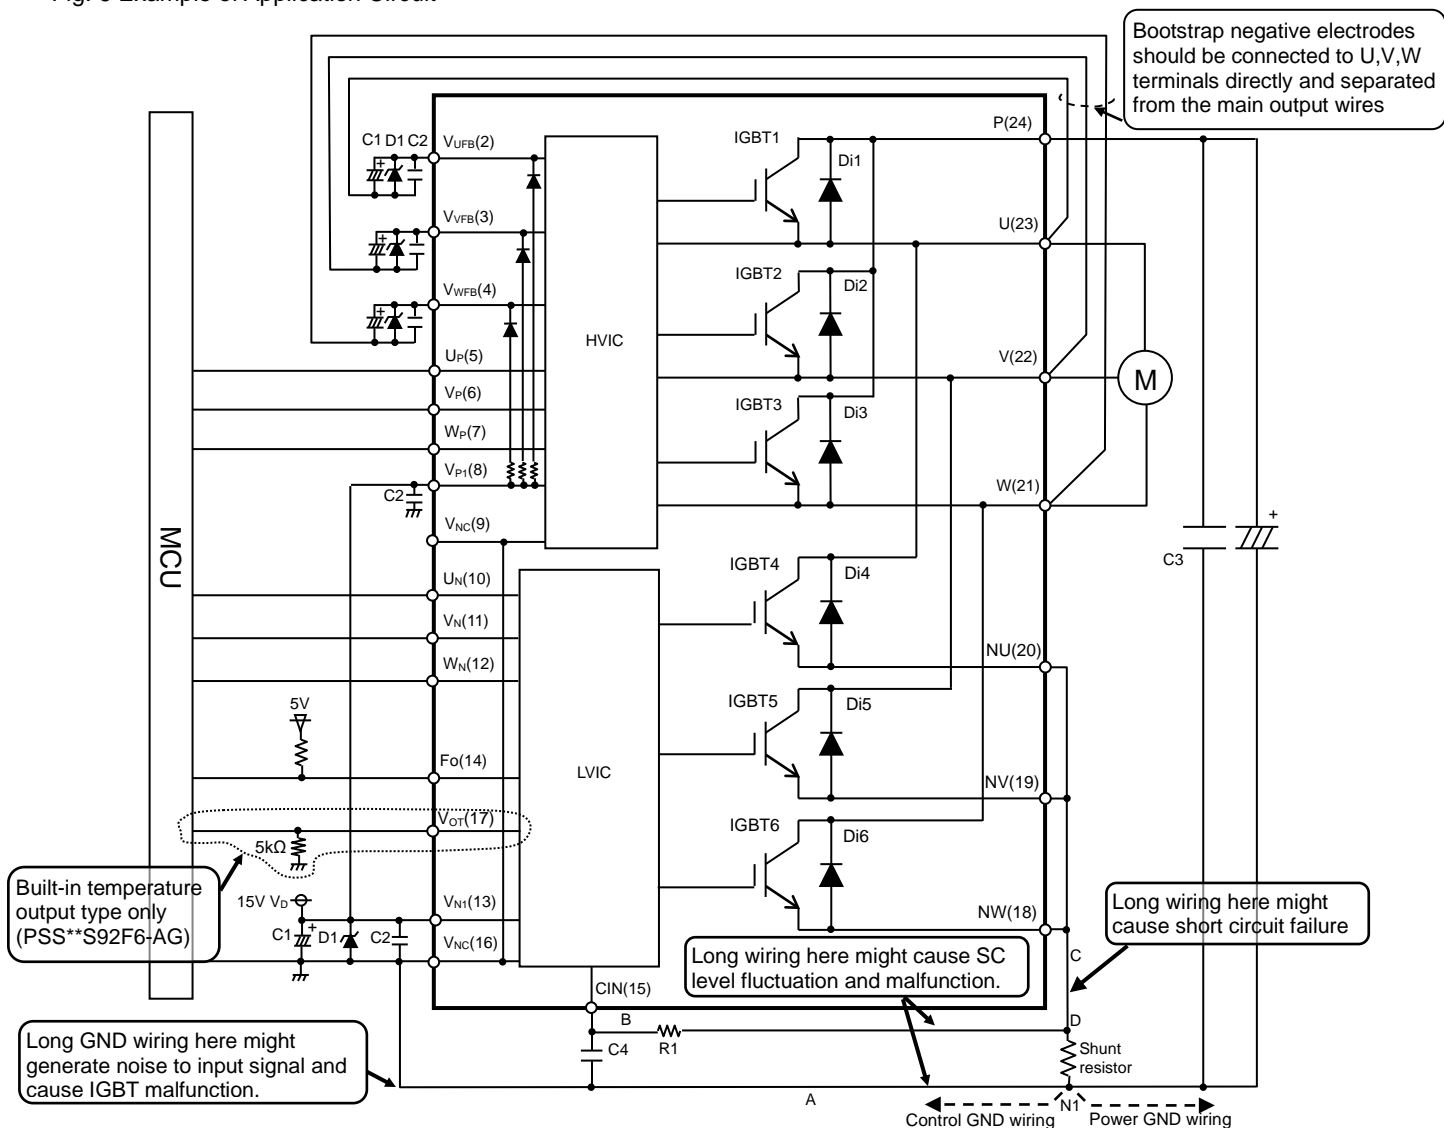 Fig. 3 Example of Application Circuit
Bootstrap negative electrodes
should be connected to U,V,W
terminals directly and separated
from the main output wires
C1 D1 C2
VUFB(2)
VVFB(3)
VWFB(4)
UP(5)
VP(6)
WP(7)
VP1(8)
C2
VNC(9)
UN(10)
VN(11)
WN(12)
5V
Fo(14)
VOT(17)
5kΩ
15V VD
VN1(13)
C1
+
D1
C2
VNC(16)
MCU
HVIC
LVIC
CIN(15)
IGBT1
Di1
IGBT2
Di2
IGBT3
Di3
IGBT4
Di4
IGBT5
Di5
IGBT6
Di6
P(24)
U(23)
V(22)
W(21)
NU(20)
NV(19)
NW(18)
M
C3
+
+
+
+
Built-in temperature
output type only
(PSS**S92F6-AG)
Long wiring here might cause SC
level fluctuation and malfunction.
Long wiring here might
cause short circuit failure
Long GND wiring here might
generate noise to input signal and
cause IGBT malfunction.
B
R1
C4
C
D
Shunt
resistor
A
N1
Control GND wiring
Power GND wiring